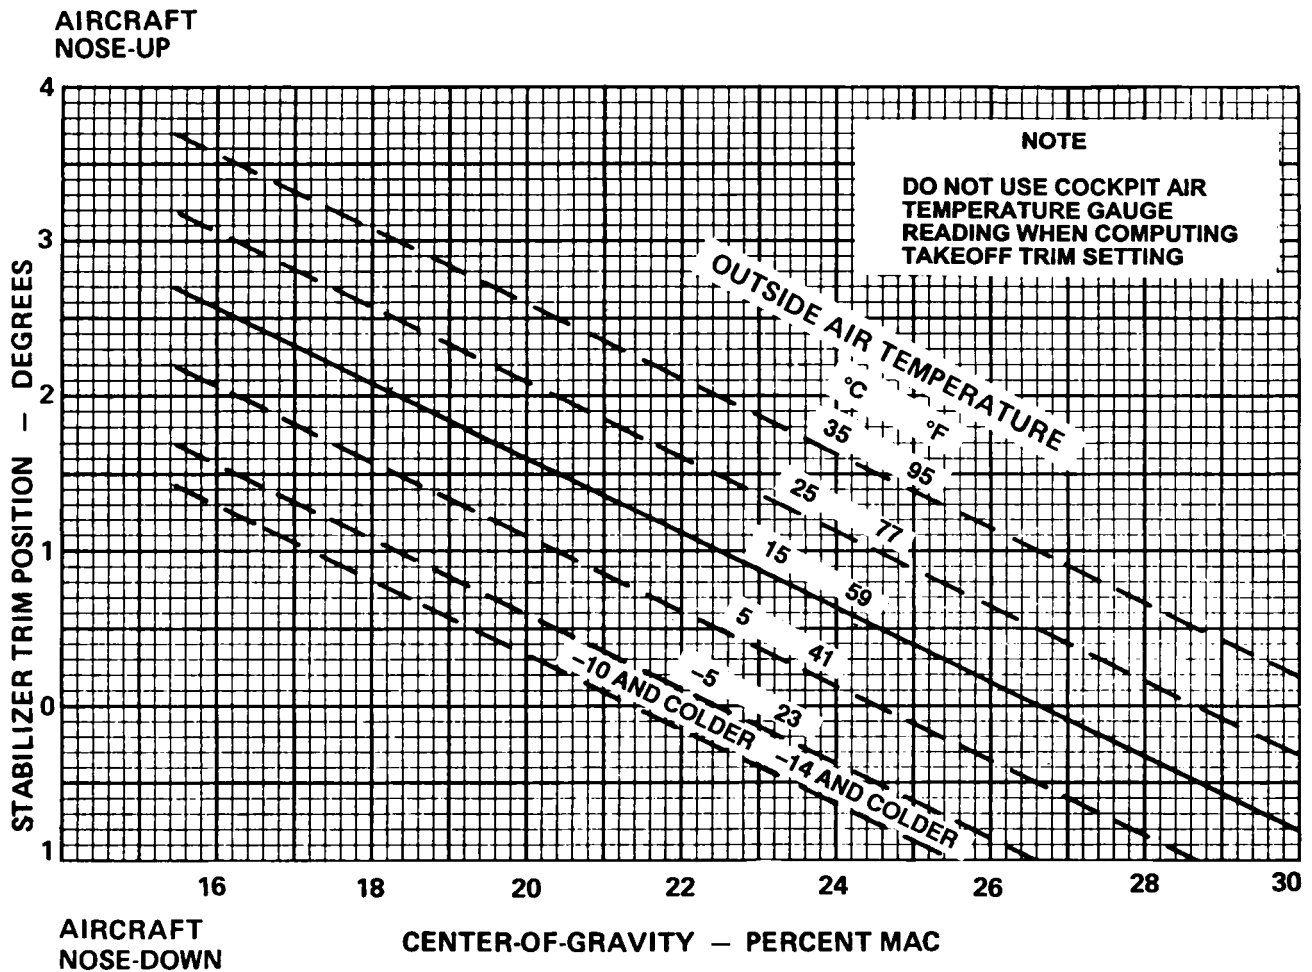 AIRCRAFT
NOSE-UP
4
3
2
1
0
1
STABILIZER TRIM POSITION — DEGREES
NOTE
DO NOT USE COCKPIT AIR
TEMPERATURE GAUGE
READING WHEN COMPUTING
TAKEOFF TRIM SETTING
OUTSIDE AIR TEMPERATURE
°C °F
35 95
25 77
15 59
5 41
-5 23
-10 AND COLDER -14 AND COLDER
16 18 20 22 24 26 28 30
AIRCRAFT
NOSE-DOWN
CENTER-OF-GRAVITY — PERCENT MAC